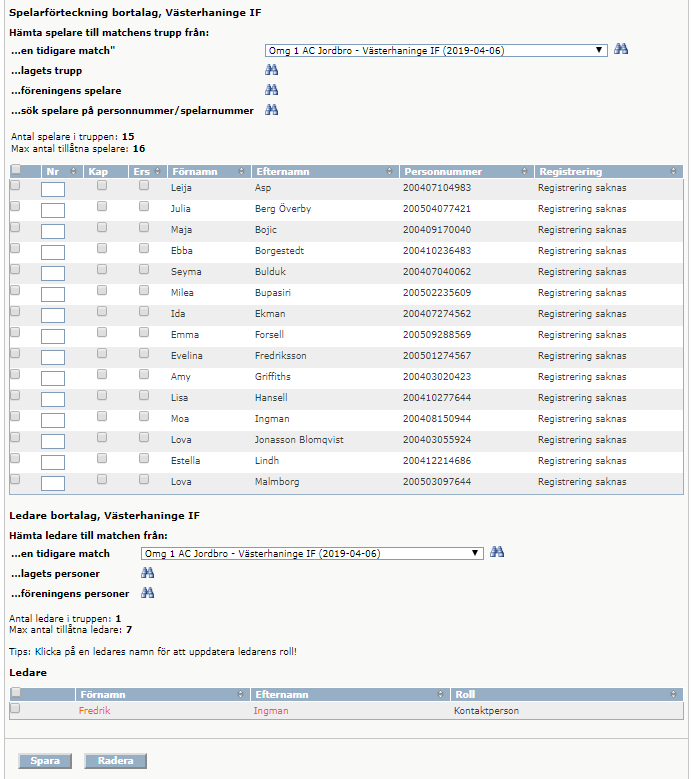 Spelarförteckning bortalag, Västerhaninge IF
Hämta spelare till matchens trupp från:
...en tidigare match" Omg 1 AC Jordbro - Västerhaninge IF (2019-04-06)
...lagets trupp
...föreningens spelare
...sök spelare på personnummer/spelarnummer
Antal spelare i truppen: 15
Max antal tillåtna spelare: 16
Nr Kap Ers Förnamn Efternamn Personnummer Registrering
Leija Asp 200407104983 Registrering saknas
Julia Berg Överby 200504077421 Registrering saknas
Maja Bojic 200409170040 Registrering saknas
Ebba Borgestedt 200410236483 Registrering saknas
Seyma Bulduk 200407040062 Registrering saknas
Milea Bupasiri 200502235609 Registrering saknas
Ida Ekman 200407274562 Registrering saknas
Emma Forsell 200509288569 Registrering saknas
Evelina Fredriksson 200501274567 Registrering saknas
Amy Griffiths 200403020423 Registrering saknas
Lisa Hansell 200410277644 Registrering saknas
Moa Ingman 200408150944 Registrering saknas
Lova Jonasson Blomqvist 200403055924 Registrering saknas
Estella Lindh 200412214686 Registrering saknas
Lova Malmborg 200503097644 Registrering saknas
Ledare bortalag, Västerhaninge IF
Hämta ledare till matchen från:
...en tidigare match Omg 1 AC Jordbro - Västerhaninge IF (2019-04-06)
...lagets personer
...föreningens personer
Antal ledare i truppen: 1
Max antal tillåtna ledare: 7
Tips: Klicka på en ledares namn för att uppdatera ledarens roll!
Ledare
Förnamn Efternamn Roll
Fredrik Ingman Kontaktperson
Spara Radera